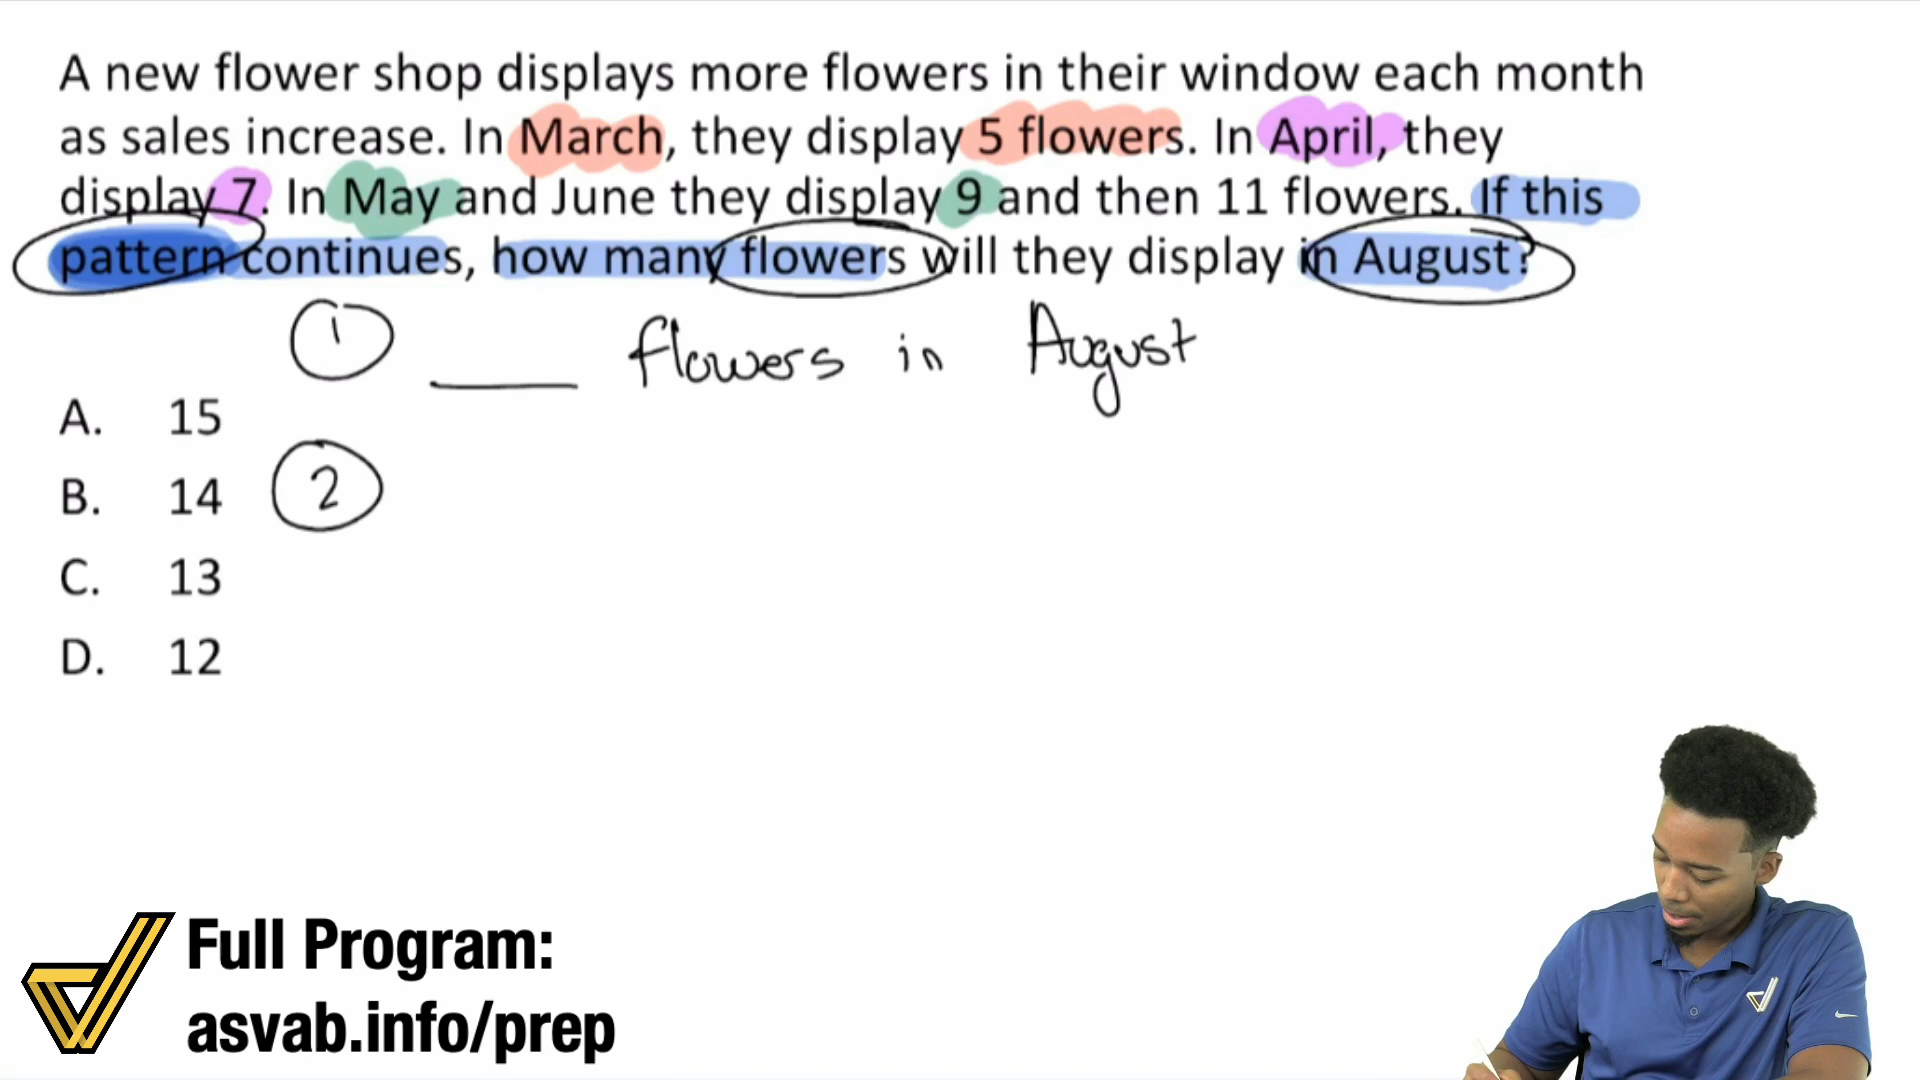 A new flower shop displays more flowers in their window each month
as sales increase. In March, they display 5 flowers. In April, they
display 7. In May and June they display 9 and then 11 flowers. If this
pattern continues, how many flowers will they display in August?
1 ____ flowers in August
A. 15
2
B. 14
C. 13
D. 12
Full Program:
asvab.info/prep